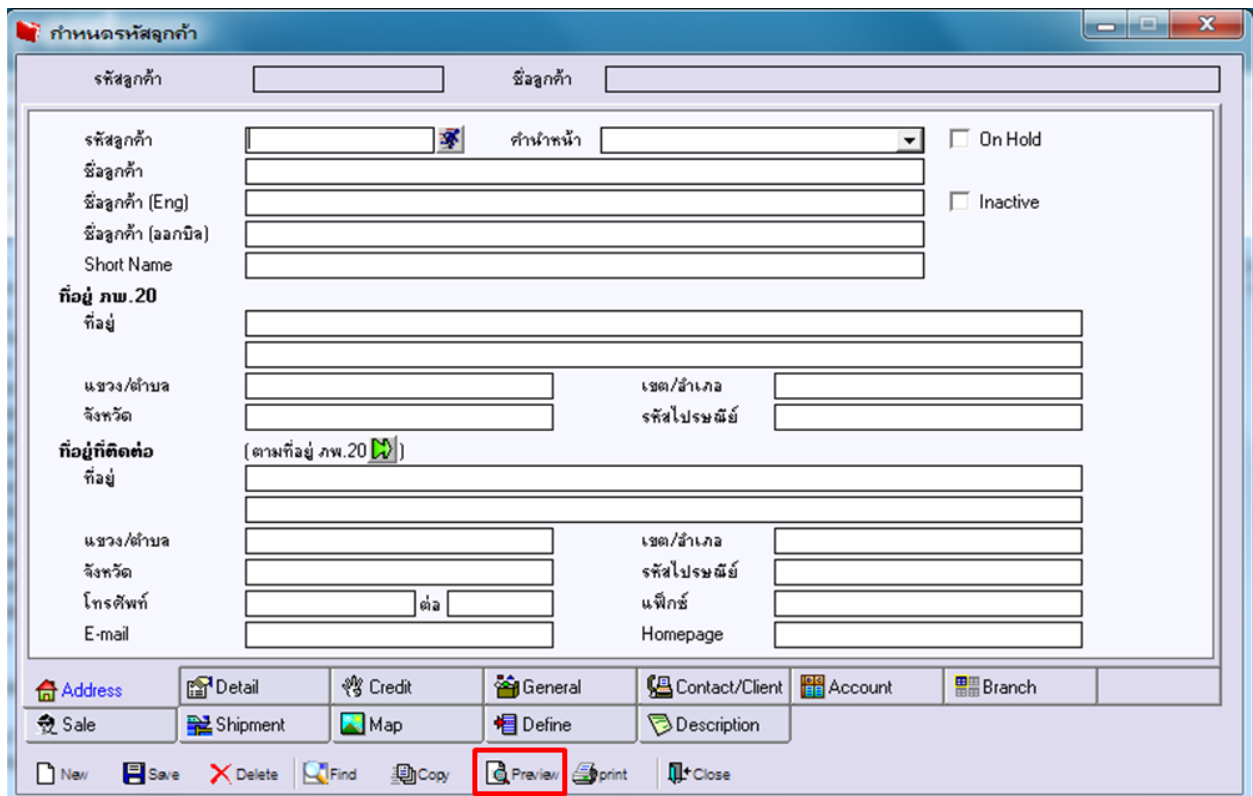 กำหนดรหัสลูกค้า
รหัสลูกค้า ชื่อลูกค้า
รหัสลูกค้า คำนำหน้า On Hold
ชื่อลูกค้า
ชื่อลูกค้า (Eng) Inactive
ชื่อลูกค้า (ออกบิล)
Short Name
ที่อยู่ ภพ.20
ที่อยู่
แขวง/ตำบล เขต/อำเภอ
จังหวัด รหัสไปรษณีย์
ที่อยู่ที่ติดต่อ (ตามที่อยู่ ภพ.20 )
ที่อยู่
แขวง/ตำบล เขต/อำเภอ
จังหวัด รหัสไปรษณีย์
โทรศัพท์ ต่อ แฟ็กซ์
E-mail Homepage
Address Detail Credit General Contact/Client Account Branch
Sale Shipment Map Define Description
New Save Delete Find Copy Preview print Close